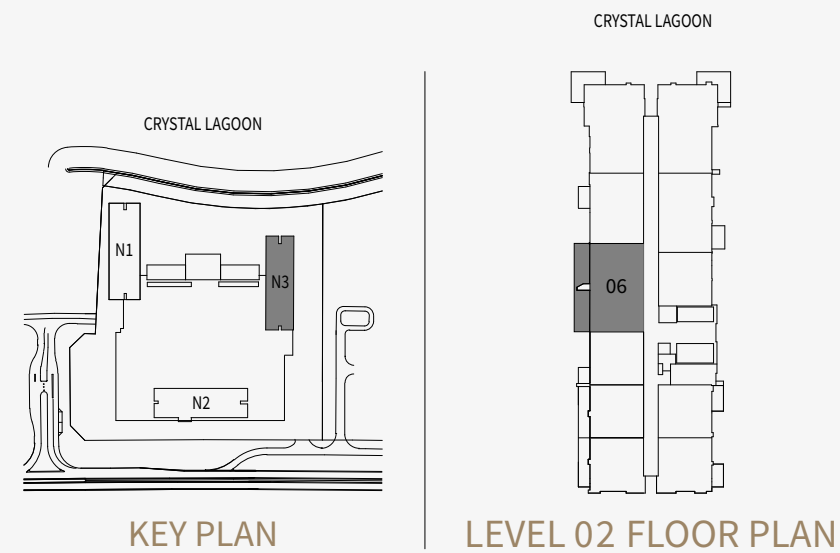 CRYSTAL LAGOON
N1
N3
N2
KEY PLAN
CRYSTAL LAGOON
06
LEVEL 02 FLOOR PLAN